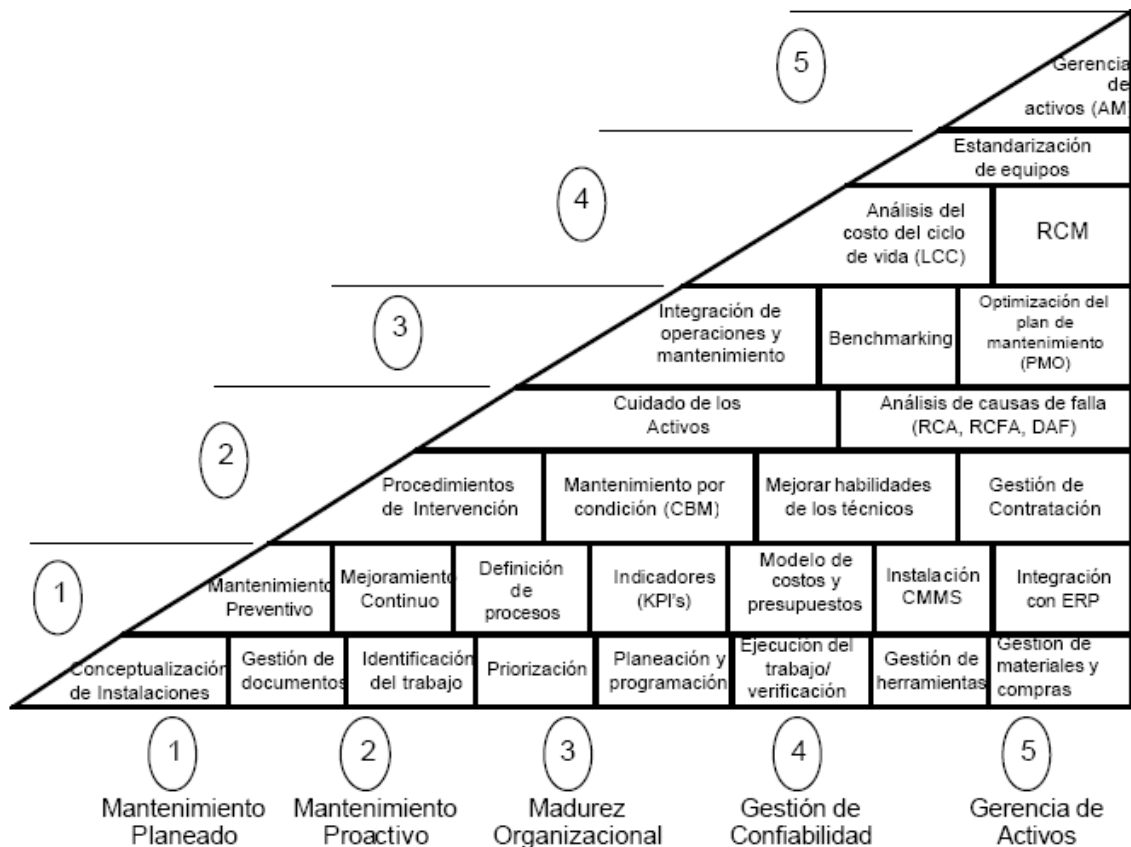 5
Gerencia
de
activos (AM)
Estandarización
de equipos
4
Análisis del
costo del ciclo
de vida (LCC)
RCM
3
Integración de
operaciones y
mantenimiento
Benchmarking
Optimización del
plan de
mantenimiento
(PMO)
2
Cuidado de los
Activos
Análisis de causas de falla
(RCA, RCFA, DAF)
Procedimientos
de Intervención
Mantenimiento por
condición (CBM)
Mejorar habilidades
de los técnicos
Gestión de
Contratación
1
Mantenimiento
Preventivo
Mejoramiento
Continuo
Definición
de
procesos
Indicadores
(KPI's)
Modelo de
costos y
presupuestos
Instalación
CMMS
Integración
con ERP
Conceptualización
de Instalaciones
Gestión de
documentos
Identificación
del trabajo
Priorización
Planeación y
programación
Ejecución del
trabajo/
verificación
Gestión de
herramientas
Gestión de
materiales y
compras
1
Mantenimiento
Planeado
2
Mantenimiento
Proactivo
3
Madurez
Organizacional
4
Gestión de
Confiabilidad
5
Gerencia de
Activos